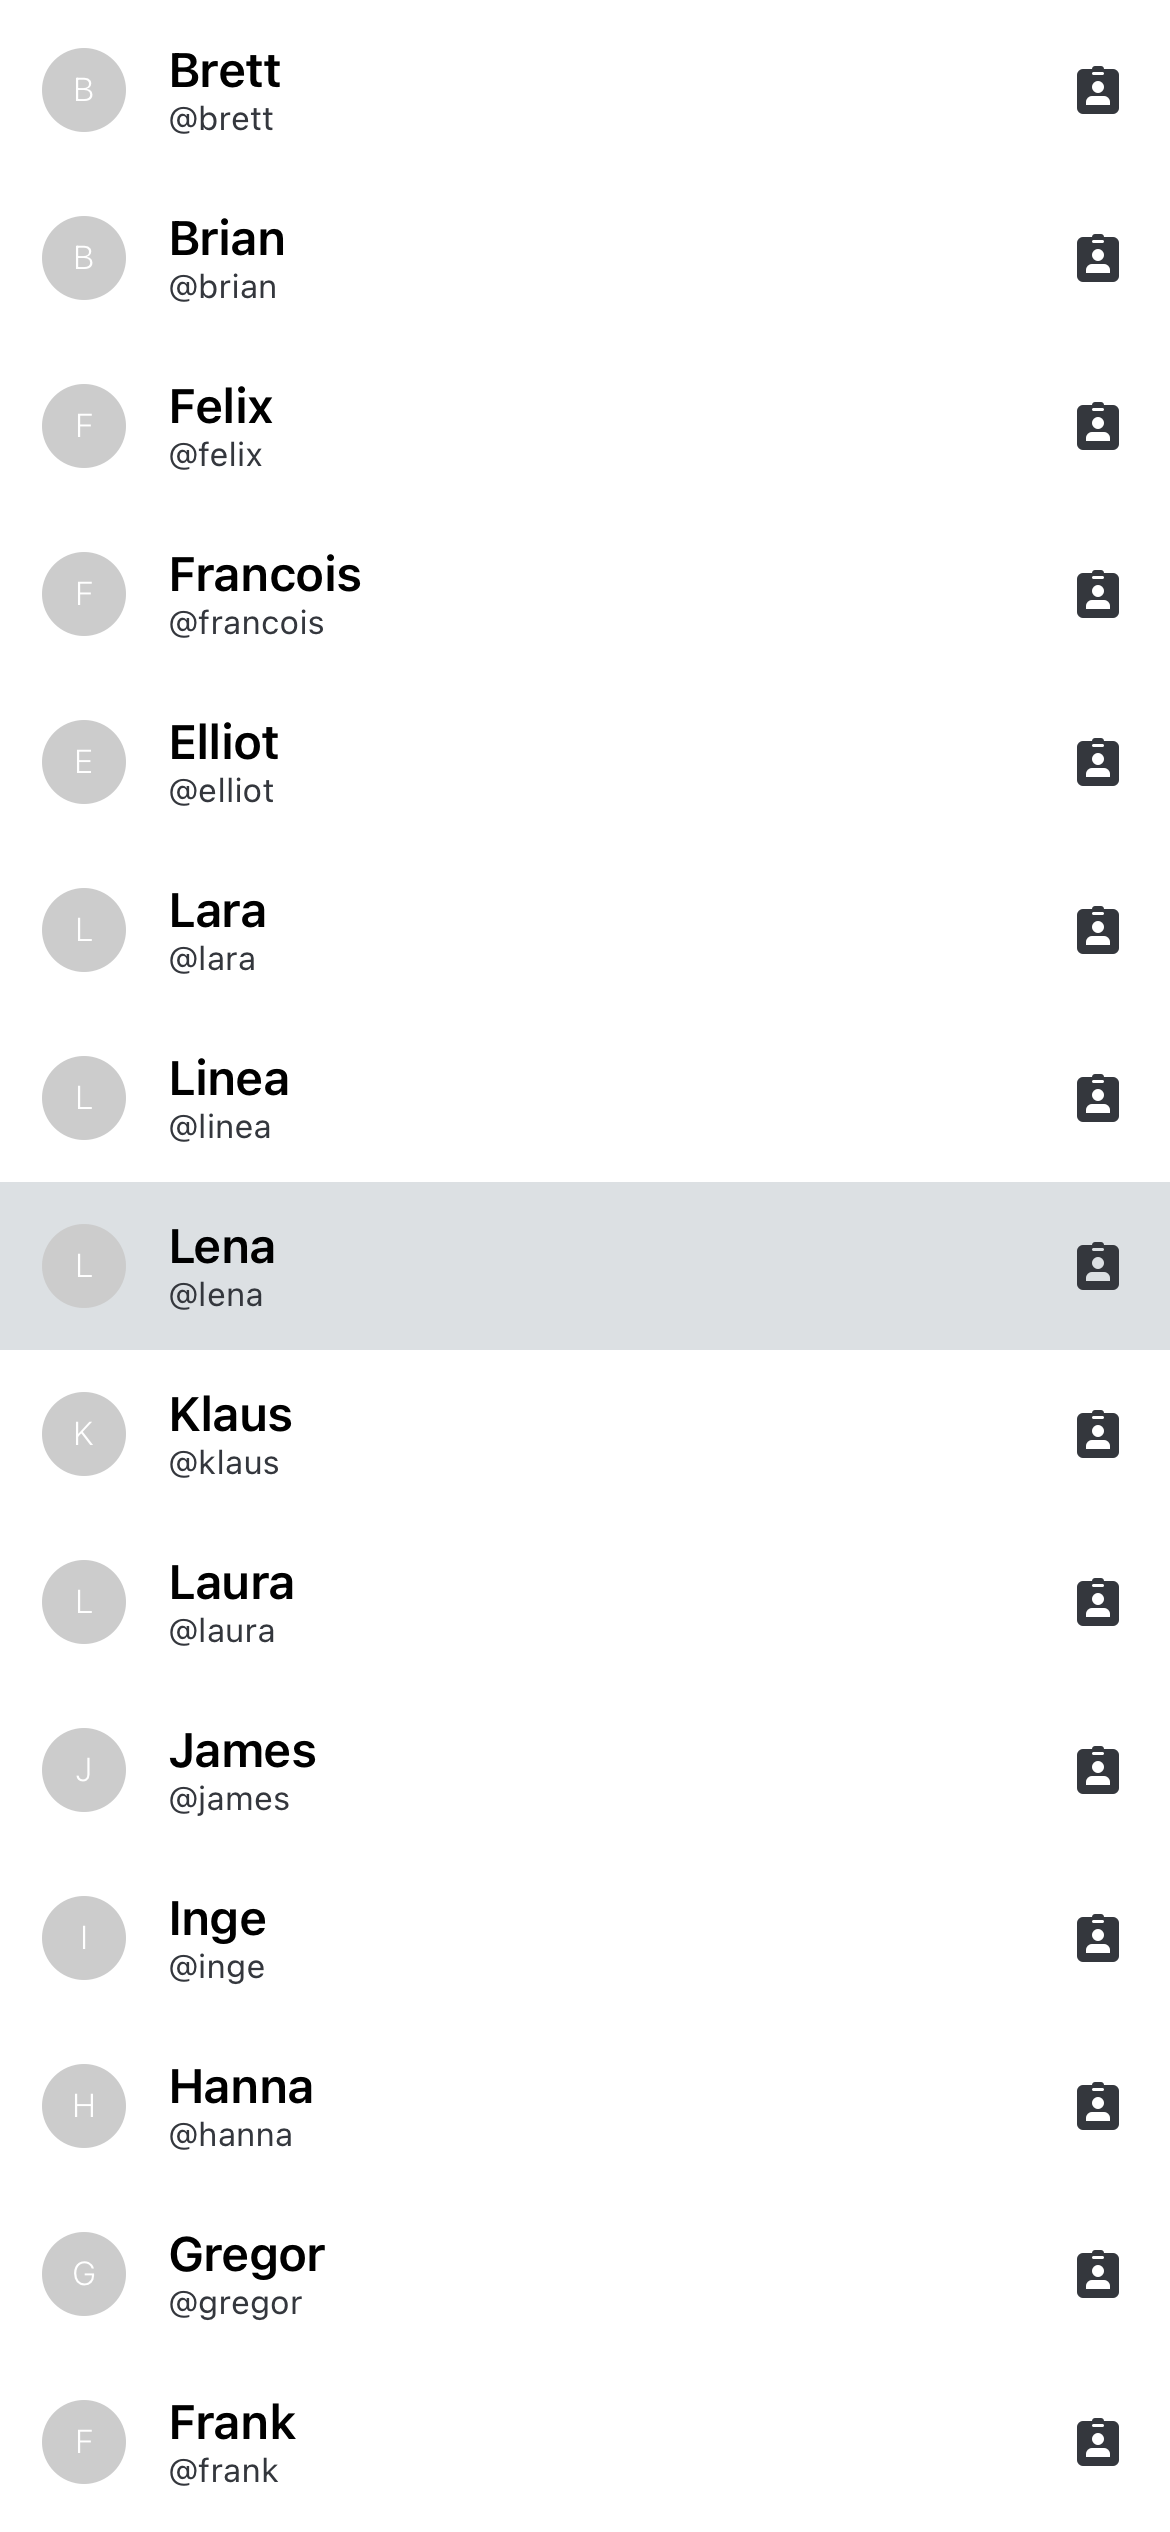 B
Brett
@brett
B
Brian
@brian
F
Felix
@felix
F
Francois
@francois
E
Elliot
@elliot
L
Lara
@lara
L
Linea
@linea
L
Lena
@lena
K
Klaus
@klaus
L
Laura
@laura
J
James
@james
I
Inge
@inge
H
Hanna
@hanna
G
Gregor
@gregor
F
Frank
@frank